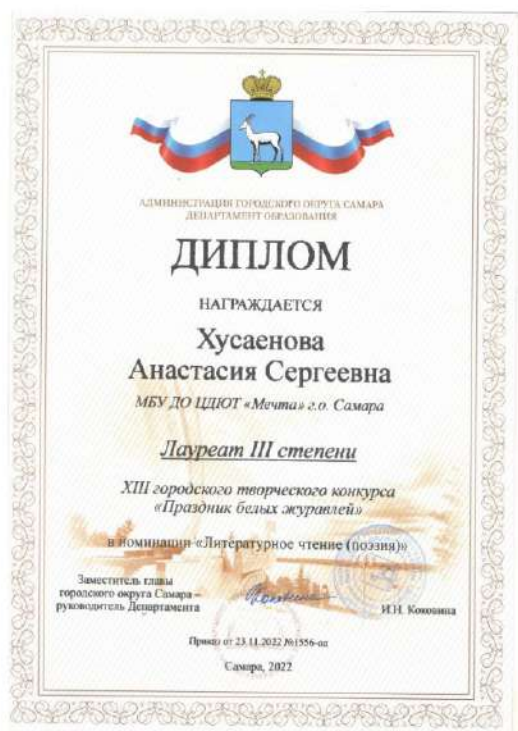 АДМИНИСТРАЦИЯ ГОРОДСКОГО ОКРУГА САМАРА
ДЕПАРТАМЕНТ ОБРАЗОВАНИЯ
ДИПЛОМ
НАГРАЖДАЕТСЯ
Хусаенова
Анастасия Сергеевна
МБУ ДО ЦДЮТ «Мечта» г.о. Самара
Лауреат III степени
XIII городского творческого конкурса
«Праздник белых журавлей»
в номинации «Литературное чтение (поэзия)»
Заместитель главы
городского округа Самара –
руководитель Департамента
И.Н. Коковина
Приказ от 23.11.2022 №1556-од
Самара, 2022